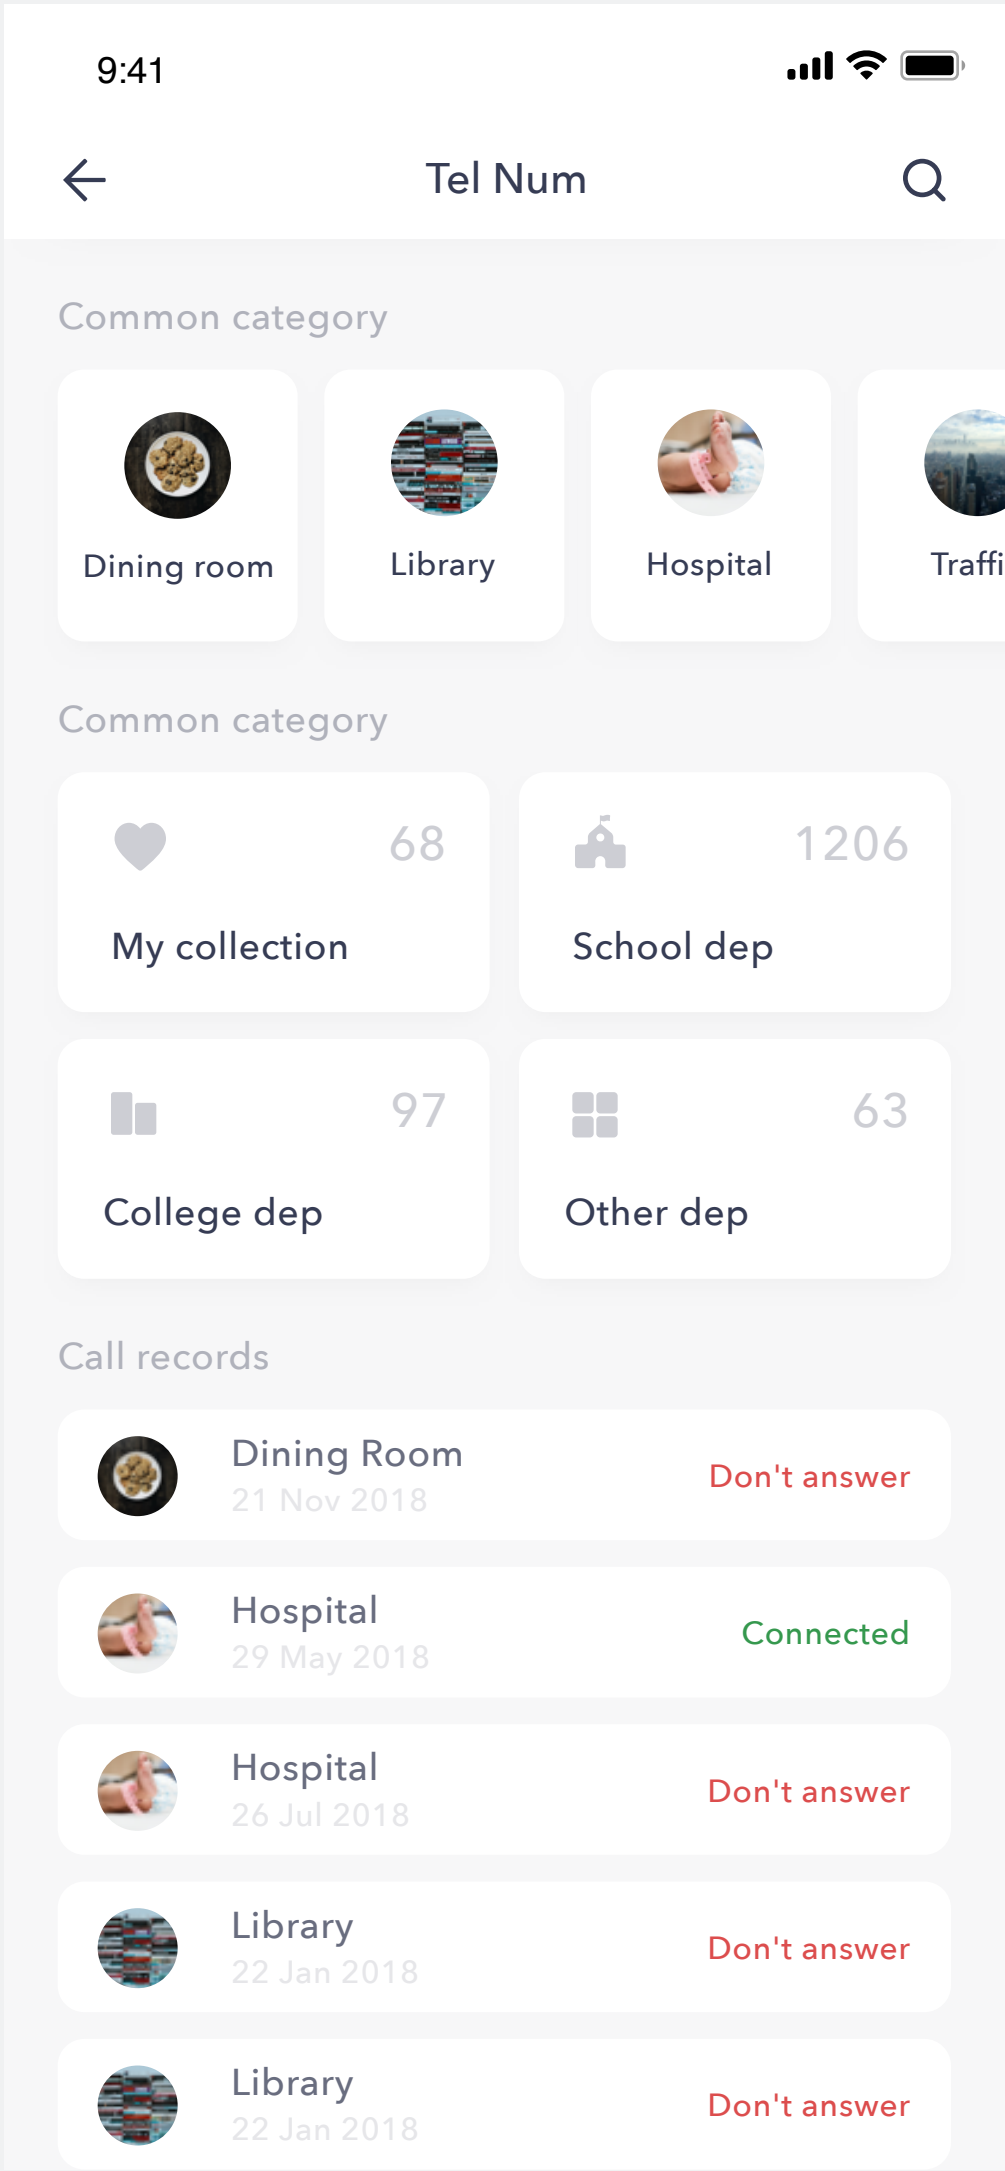 9:41
Tel Num
Common category
Dining room
Library
Hospital
Traffi
Common category
68
My collection
1206
School dep
97
College dep
63
Other dep
Call records
Dining Room
21 Nov 2018
Don't answer
Hospital
29 May 2018
Connected
Hospital
26 Jul 2018
Don't answer
Library
22 Jan 2018
Don't answer
Library
22 Jan 2018
Don't answer